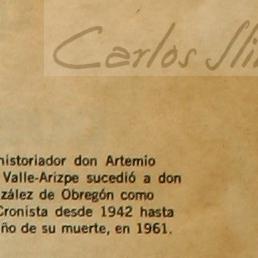 Carlos
historiador don Artemio
Valle-Arizpe sucedió a don
zález de Obregón como
Cronista desde 1942 hasta
ño de su muerte, en 1961.